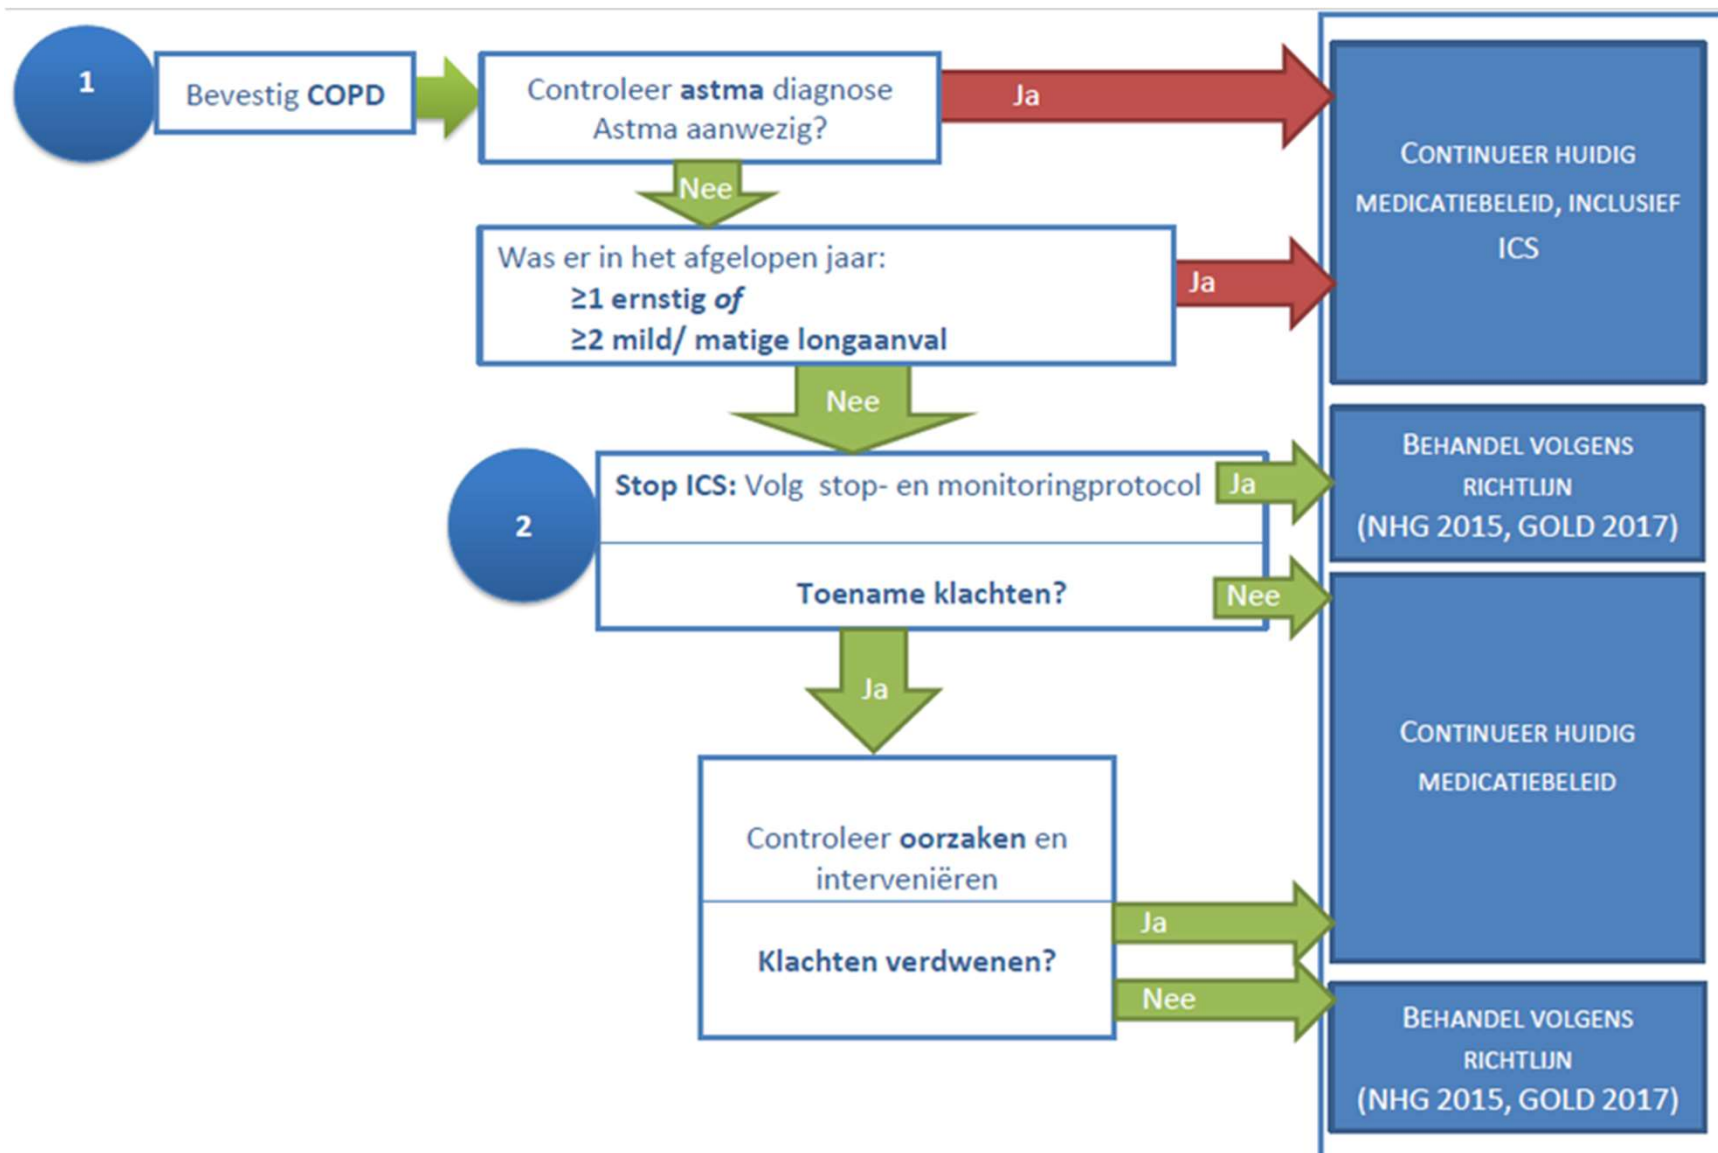 1
Bevestig COPD
Controleer astma diagnose
Astma aanwezig?
Ja
CONTINUEER HUIDIG
MEDICATIEBELEID, INCLUSIEF
ICS
Nee
Was er in het afgelopen jaar:
≥1 ernstig of
≥2 mild/ matige longaanval
Ja
Nee
2
Stop ICS: Volg stop- en monitoringprotocol
Ja
BEHANDEL VOLGENS
RICHTLIJN
(NHG 2015, GOLD 2017)
Toename klachten?
Nee
CONTINUEER HUIDIG
MEDICATIEBELEID
Ja
Controleer oorzaken en
interveniëren
Ja
Klachten verdwenen?
Nee
BEHANDEL VOLGENS
RICHTLIJN
(NHG 2015, GOLD 2017)